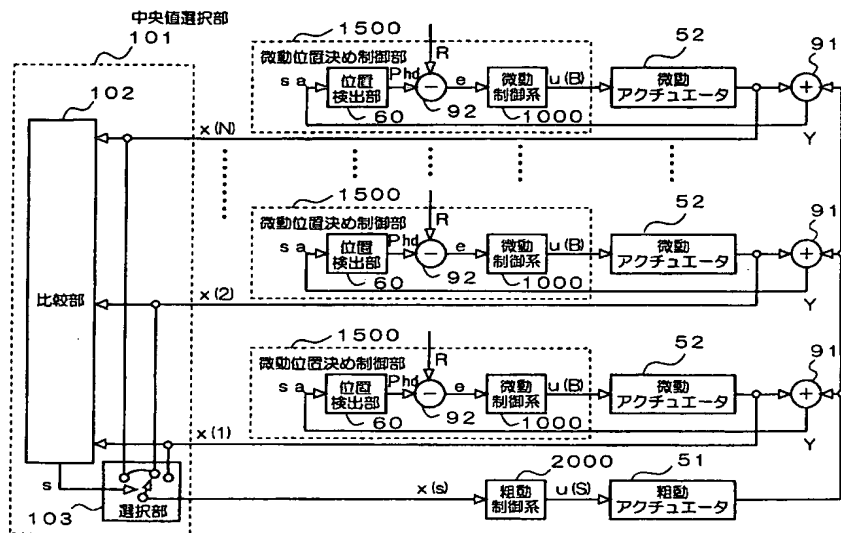 中央値選択部
101
102
比較部
s
103
選択部
x(N)
x(2)
x(1)
x(s)
1500
微動位置決め制御部
R
s a
位置
検出部
60
Phd
92
e
微動
制御系
1000
u(B)
52
微動
アクチュエータ
91
Y
1500
微動位置決め制御部
R
s a
位置
検出部
60
Phd
92
e
微動
制御系
1000
u(B)
52
微動
アクチュエータ
91
Y
1500
微動位置決め制御部
R
s a
位置
検出部
60
Phd
92
e
微動
制御系
1000
u(B)
52
微動
アクチュエータ
91
Y
2000
粗動
制御系
u(S)
51
粗動
アクチュエータ